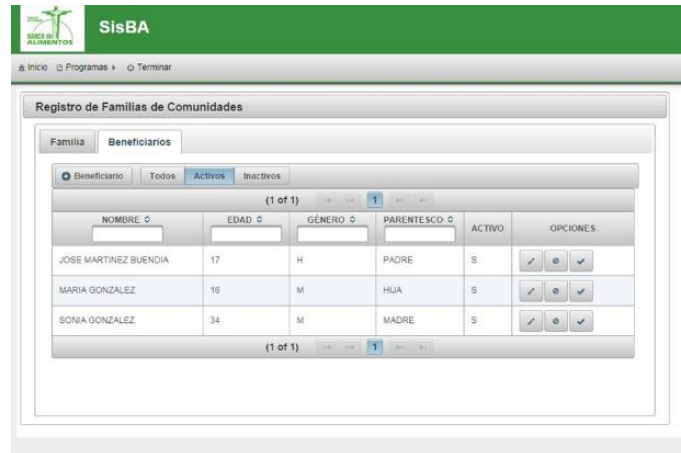 BANCO de
ALIMENTOS
SisBA
Inicio Programas Terminar
Registro de Familias de Comunidades
Familia Beneficiarios
Beneficiario Todos Activos Inactivos
(1 of 1) 1
NOMBRE EDAD GÉNERO PARENTESCO ACTIVO OPCIONES
JOSE MARTINEZ BUENDIA 17 H PADRE S
MARIA GONZALEZ 16 M HIJA S
SONIA GONZALEZ 34 M MADRE S
(1 of 1) 1